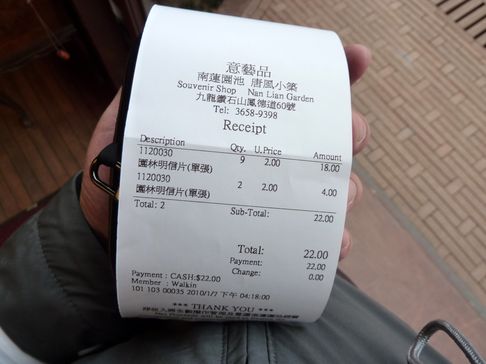 意藝品
南蓮園池 唐風小築
Souvenir Shop Nan Lian Garden
九龍鑽石山鳳德道60號
Tel: 3658-9398
Receipt
Description Qty. U.Price Amount
1120030 9 2.00 18.00
園林明信片(單張)
1120030 2 2.00 4.00
園林明信片(單張)
Total: 2 Sub-Total: 22.00
Total: 22.00
Payment: 22.00
Change: 0.00
Payment : CASH:$22.00
Member : Walkin
101 103 00035 2010/1/7 下午 04:18:00
*** THANK YOU ***